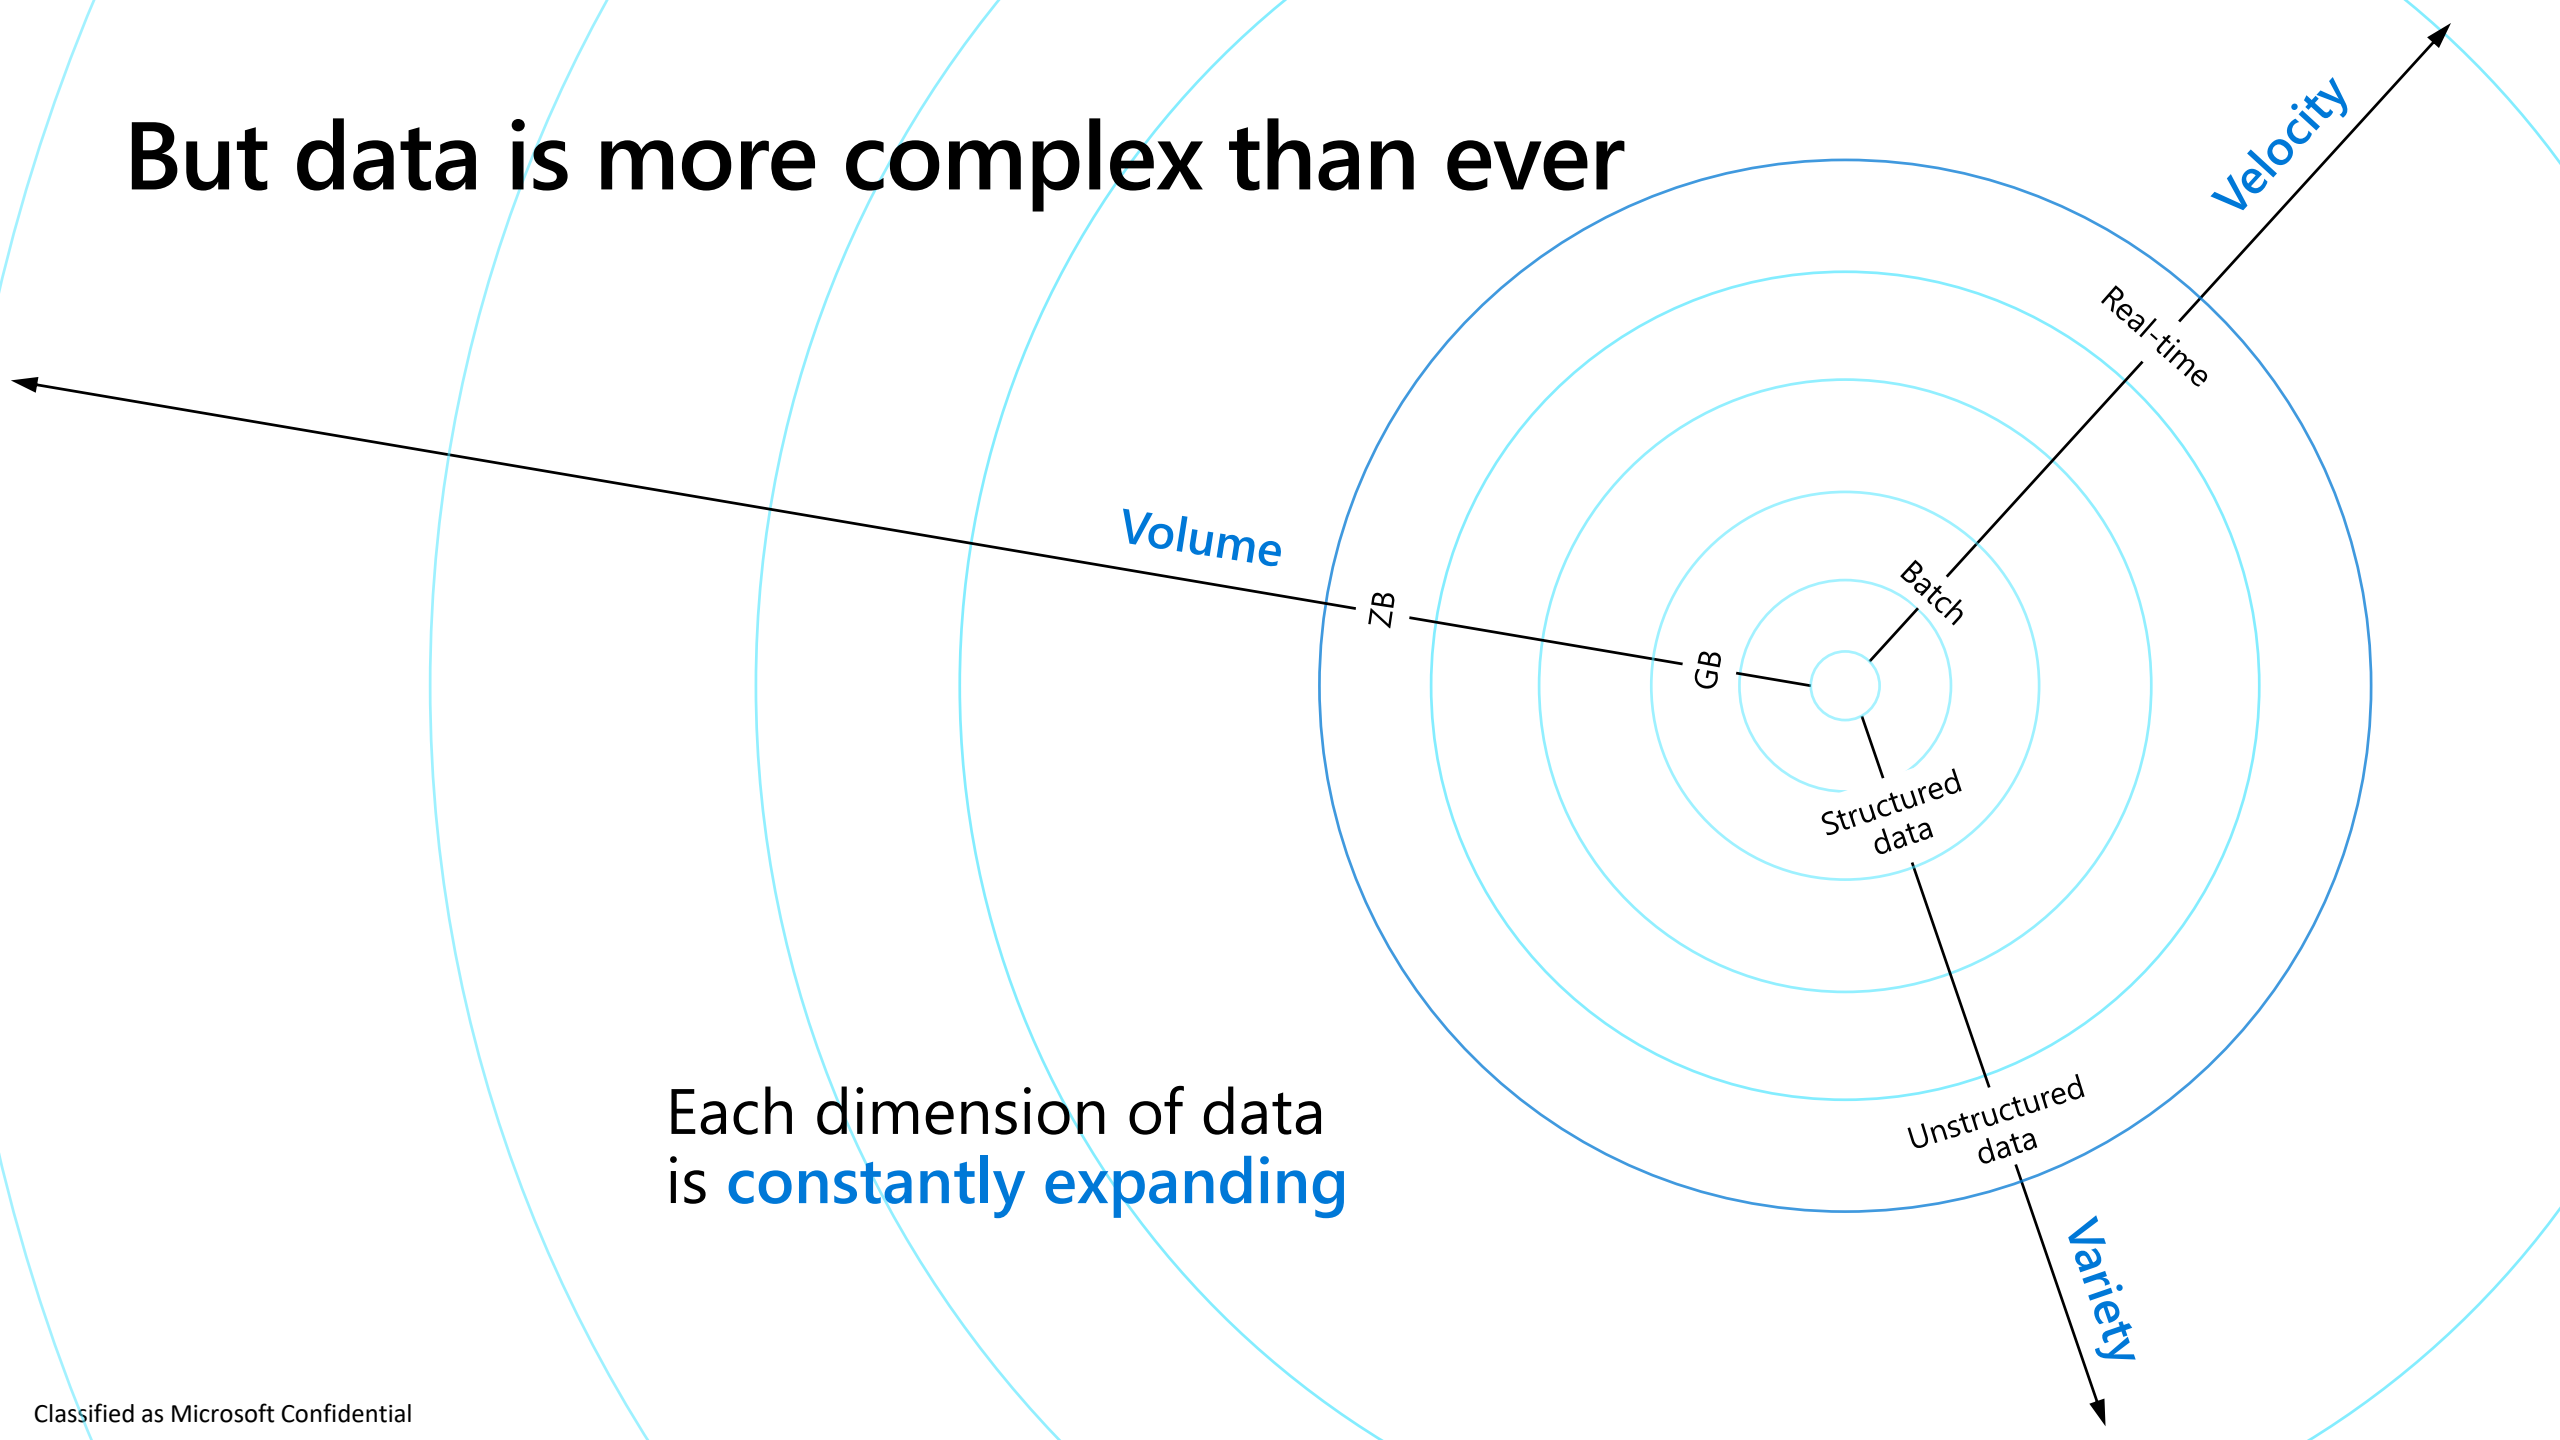 But data is more complex than ever
Velocity
Real-time
Batch
Volume
ZB
GB
Structured
data
Unstructured
data
Variety
Each dimension of data
is constantly expanding
Classified as Microsoft Confidential